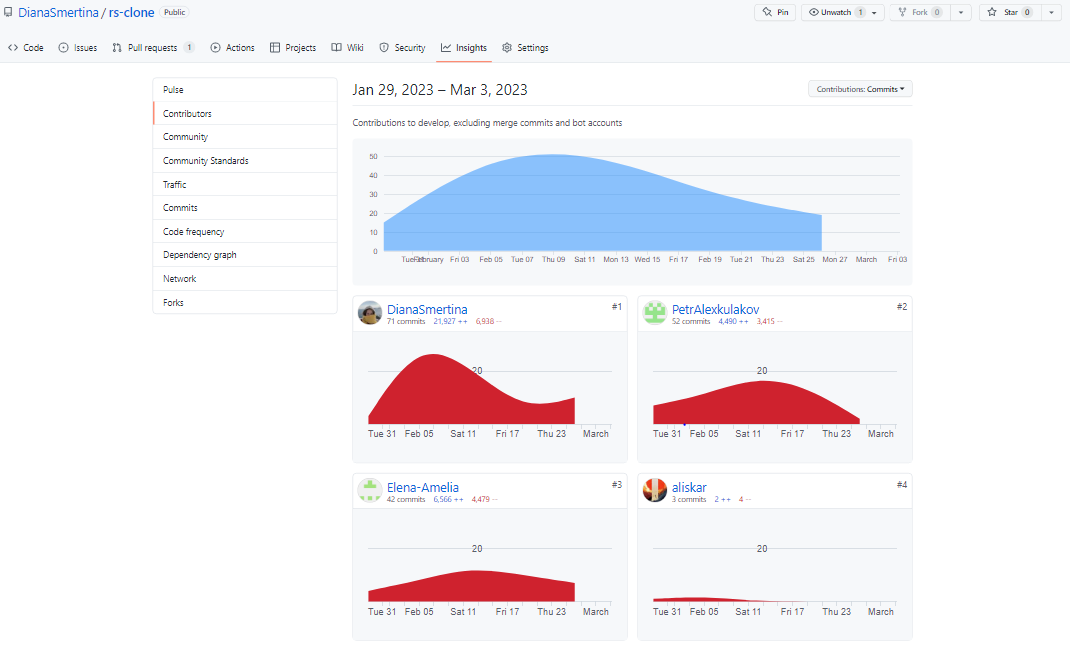 DianaSmertina / rs-clone Public
Pin
Unwatch 1
Fork 0
Star 0
Code
Issues
Pull requests 1
Actions
Projects
Wiki
Security
Insights
Settings
Pulse
Contributors
Community
Community Standards
Traffic
Commits
Code frequency
Dependency graph
Network
Forks
Jan 29, 2023 – Mar 3, 2023
Contributions: Commits
Contributions to develop, excluding merge commits and bot accounts
50
40
30
20
10
0
February Fri 03 Feb 05 Tue 07 Thu 09 Sat 11 Mon 13 Wed 15 Fri 17 Feb 19 Tue 21 Thu 23 Sat 25 Mon 27 March Fri 03
DianaSmertina #1
71 commits 21,927 ++ 6,938 --
20
Tue 31 Feb 05 Sat 11 Fri 17 Thu 23 March
PetrAlexkulakov #2
52 commits 4,490 ++ 3,415 --
20
Tue 31 Feb 05 Sat 11 Fri 17 Thu 23 March
Elena-Amelia #3
42 commits 6,566 ++ 4,479 --
20
Tue 31 Feb 05 Sat 11 Fri 17 Thu 23 March
aliskar #4
3 commits 2 ++ 4 --
20
Tue 31 Feb 05 Sat 11 Fri 17 Thu 23 March